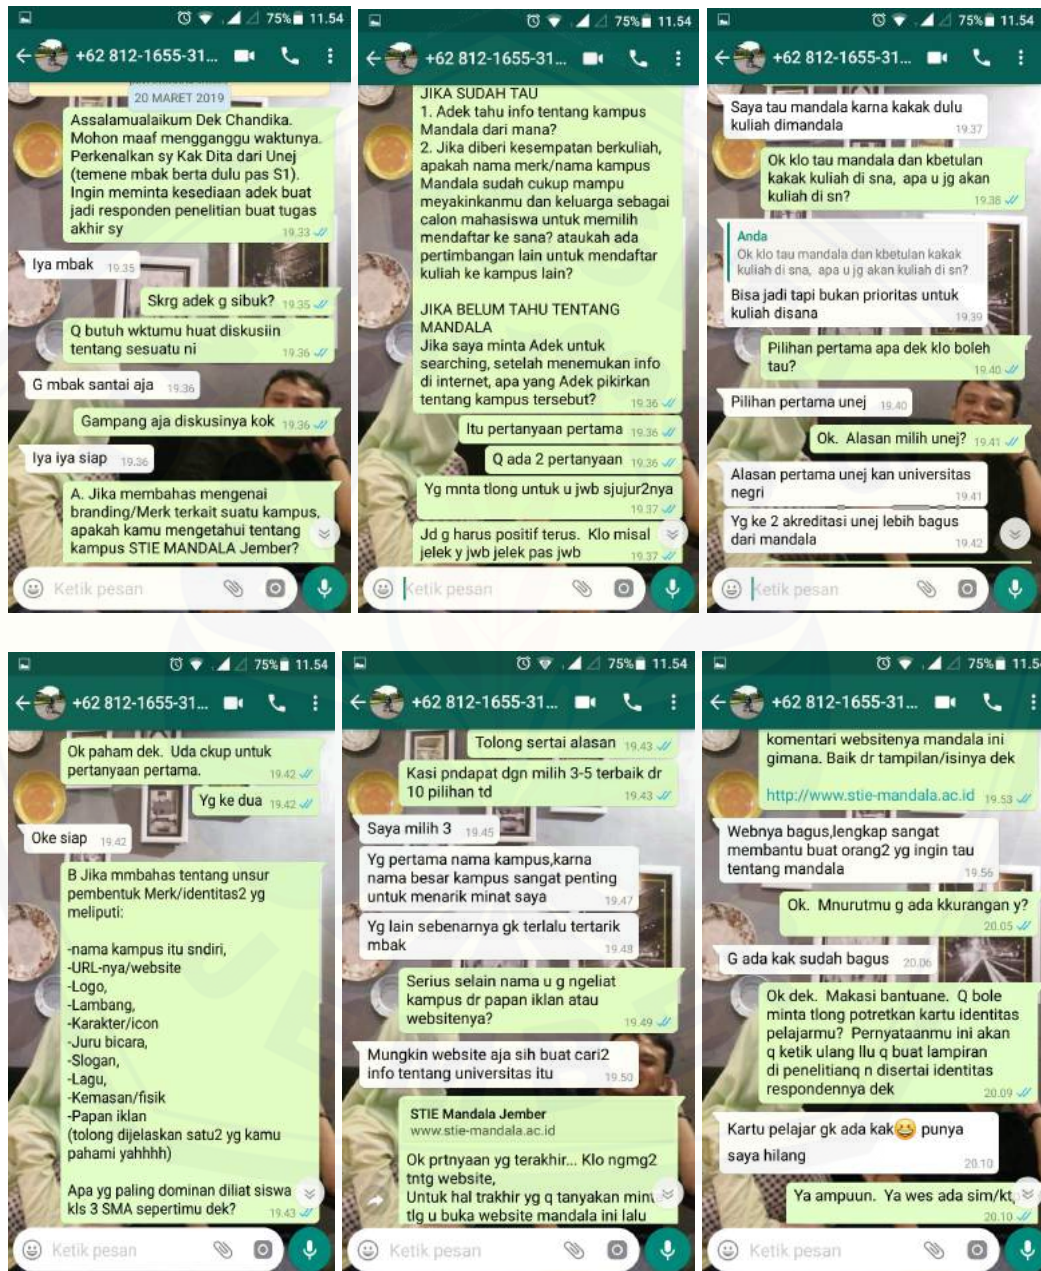 75% 11.54
+62 812-1655-31...
20 MARET 2019
Assalamualaikum Dek Chandika.
Mohon maaf mengganggu waktunya.
Perkenalkan sy Kak Dita dari Unej
(temene mbak berta dulu pas S1).
Ingin meminta kesediaan adek buat
jadi responden penelitian buat tugas
akhir sy
19.33
Iya mbak 19.35
Skrg adek g sibuk? 19.35
Q butuh wktumu huat diskusiin
tentang sesuatu ni
19.36
G mbak santai aja 19.36
Gampang aja diskusinya kok 19.36
Iya iya siap 19.36
A. Jika membahas mengenai
branding/Merk terkait suatu kampus,
apakah kamu mengetahui tentang
kampus STIE MANDALA Jember?
Ketik pesan
75% 11.54
+62 812-1655-31...
JIKA SUDAH TAU
1. Adek tahu info tentang kampus
Mandala dari mana?
2. Jika diberi kesempatan berkuliah,
apakah nama merk/nama kampus
Mandala sudah cukup mampu
meyakinkanmu dan keluarga sebagai
calon mahasiswa untuk memilih
mendaftar ke sana? ataukah ada
pertimbangan lain untuk mendaftar
kuliah ke kampus lain?
JIKA BELUM TAHU TENTANG
MANDALA
Jika saya minta Adek untuk
searching, setelah menemukan info
di internet, apa yang Adek pikirkan
tentang kampus tersebut? 19.36
Itu pertanyaan pertama 19.36
Q ada 2 pertanyaan 19.36
Yg mnta tlong untuk u jwb sjujur2nya
19.37
Jd g harus positif terus. Klo misal
jelek y jwb jelek pas jwb 19.37
Ketik pesan
75% 11.54
+62 812-1655-31...
Saya tau mandala karna kakak dulu
kuliah dimandala
19.37
Ok klo tau mandala dan kbetulan
kakak kuliah di sna, apa u jg akan
kuliah di sn?
19.38
Anda
Ok klo tau mandala dan kbetulan kakak
kuliah di sna, apa u jg akan kuliah di sn?
Bisa jadi tapi bukan prioritas untuk
kuliah disana
19.39
Pilihan pertama apa dek klo boleh
tau?
19.40
Pilihan pertama unej 19.40
Ok. Alasan milih unej? 19.41
Alasan pertama unej kan universitas
negri
19.41
Yg ke 2 akreditasi unej lebih bagus
dari mandala
19.42
Ketik pesan
75% 11.54
+62 812-1655-31...
Ok paham dek. Uda ckup untuk
pertanyaan pertama.
19.42
Yg ke dua 19.42
Oke siap 19.42
B Jika mmbahas tentang unsur
pembentuk Merk/identitas2 yg
meliputi:
-nama kampus itu sndiri,
-URL-nya/website
-Logo,
-Lambang,
-Karakter/icon
-Juru bicara,
-Slogan,
-Lagu,
-Kemasan/fisik
-Papan iklan
(tolong dijelaskan satu2 yg kamu
pahami yahhhh)
Apa yg paling dominan diliat siswa
kls 3 SMA sepertimu dek? 19.43
Ketik pesan
75% 11.54
+62 812-1655-31...
Tolong sertai alasan 19.43
Kasi pndapat dgn milih 3-5 terbaik dr
10 pilihan td
19.43
Saya milih 3 19.45
Yg pertama nama kampus,karna
nama besar kampus sangat penting
untuk menarik minat saya
19.47
Yg lain sebenarnya gk terlalu tertarik
mbak
19.48
Serius selain nama u g ngeliat
kampus dr papan iklan atau
websitenya?
19.49
Mungkin website aja sih buat cari2
info tentang universitas itu
19.50
STIE Mandala Jember
www.stie-mandala.ac.id
Ok prtnyaan yg terakhir... Klo ngmg2
tntg website,
Untuk hal trakhir yg q tanyakan mint
tlg u buka website mandala ini lalu
Ketik pesan
75% 11.5
+62 812-1655-31...
komentari websitenya mandala ini
gimana. Baik dr tampilan/isinya dek
http://www.stie-mandala.ac.id 19.53
Webnya bagus,lengkap sangat
membantu buat orang2 yg ingin tau
tentang mandala
19.56
Ok. Mnurutmu g ada kkurangan y?
20.05
G ada kak sudah bagus 20.06
Ok dek. Makasi bantuane. Q bole
minta tlong potretkan kartu identitas
pelajarmu? Pernyataanmu ini akan
q ketik ulang llu q buat lampiran
di penelitianq n disertai identitas
respondennya dek
20.09
Kartu pelajar gk ada kak😆 punya
saya hilang
20.10
Ya ampuun. Ya wes ada sim/kt
20.10
Ketik pesan